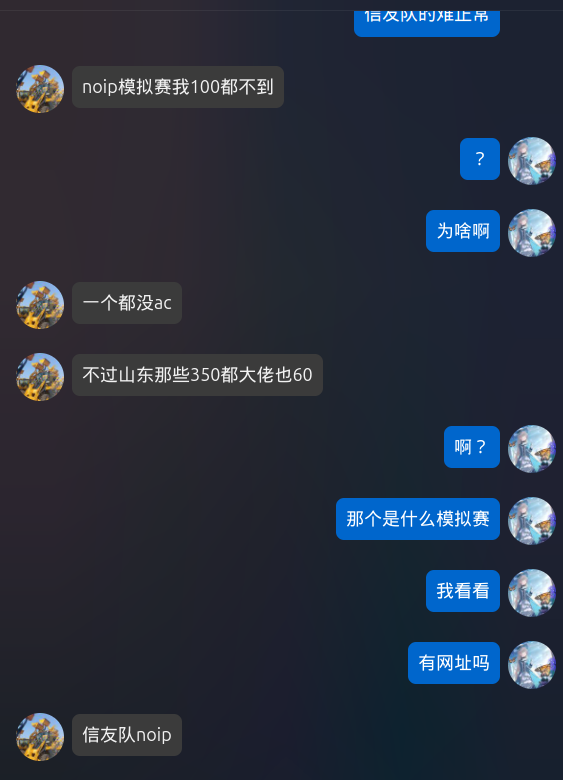 信友队的难正常
noip模拟赛我100都不到
？
为啥啊
一个都没ac
不过山东那些350都大佬也60
啊？
那个是什么模拟赛
我看看
有网址吗
信友队noip